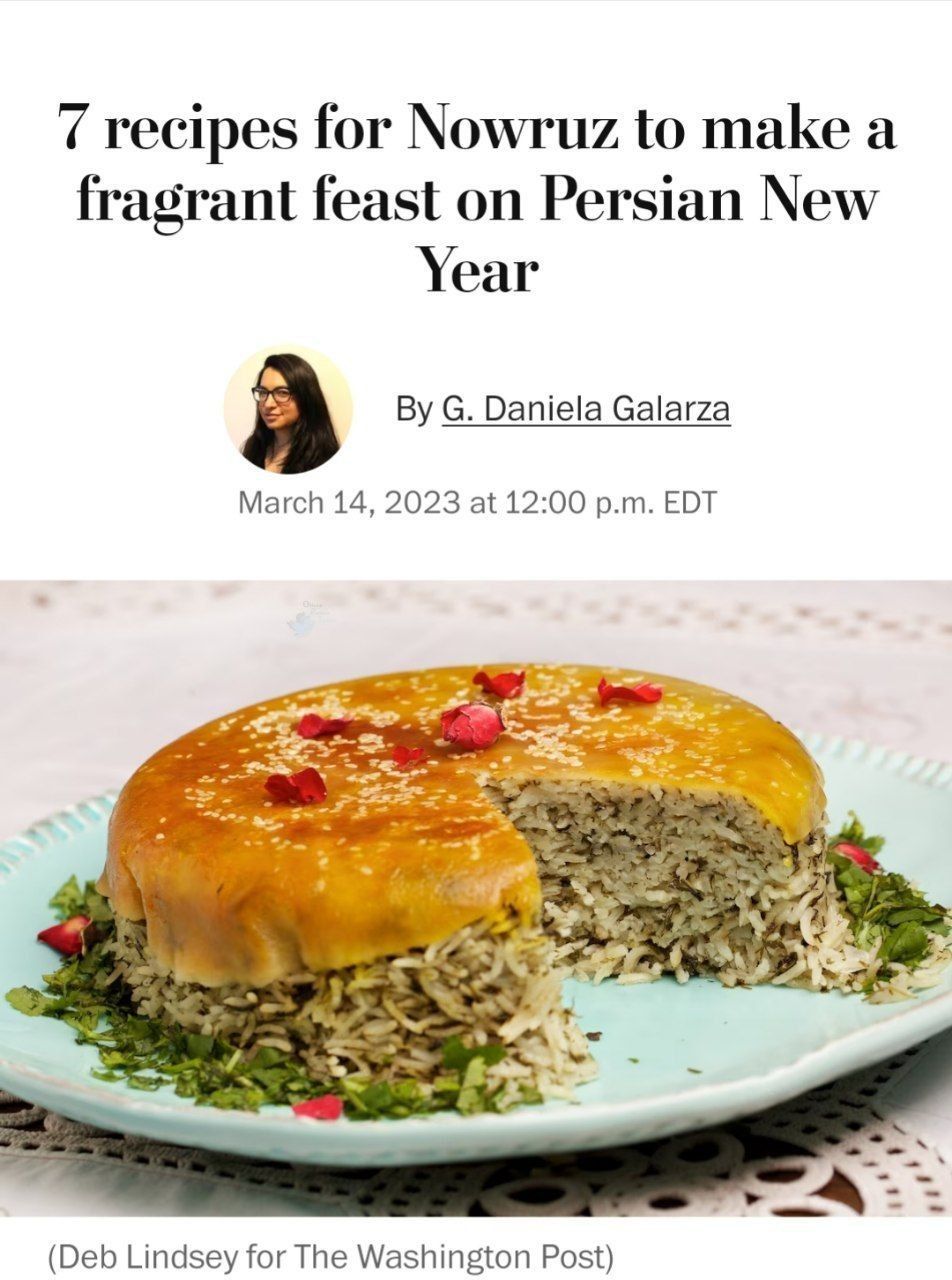 7 recipes for Nowruz to make a
fragrant feast on Persian New
Year
By G. Daniela Galarza
March 14, 2023 at 12:00 p.m. EDT
(Deb Lindsey for The Washington Post)